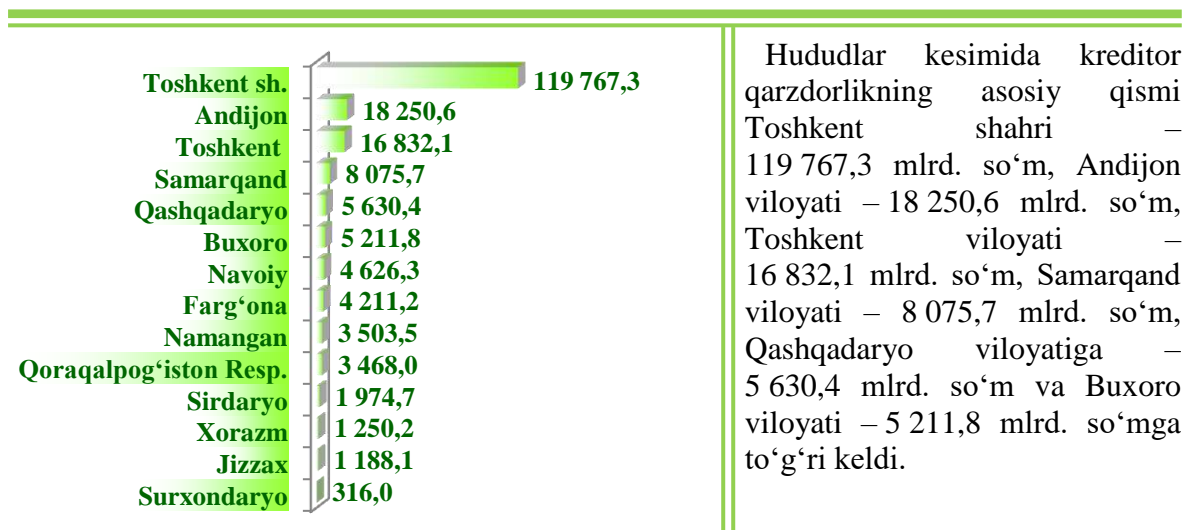 Toshkent sh. 119 767,3
Andijon 18 250,6
Toshkent 16 832,1
Samarqand 8 075,7
Qashqadaryo 5 630,4
Buxoro 5 211,8
Navoiy 4 626,3
Farg‘ona 4 211,2
Namangan 3 503,5
Qoraqalpog‘iston Resp. 3 468,0
Sirdaryo 1 974,7
Xorazm 1 250,2
Jizzax 1 188,1
Surxondaryo 316,0
Hududlar kesimida kreditor
qarzdorlikning asosiy qismi
Toshkent shahri –
119 767,3 mlrd. so‘m, Andijon
viloyati – 18 250,6 mlrd. so‘m,
Toshkent viloyati –
16 832,1 mlrd. so‘m, Samarqand
viloyati – 8 075,7 mlrd. so‘m,
Qashqadaryo viloyatiga –
5 630,4 mlrd. so‘m va Buxoro
viloyati – 5 211,8 mlrd. so‘mga
to‘g‘ri keldi.